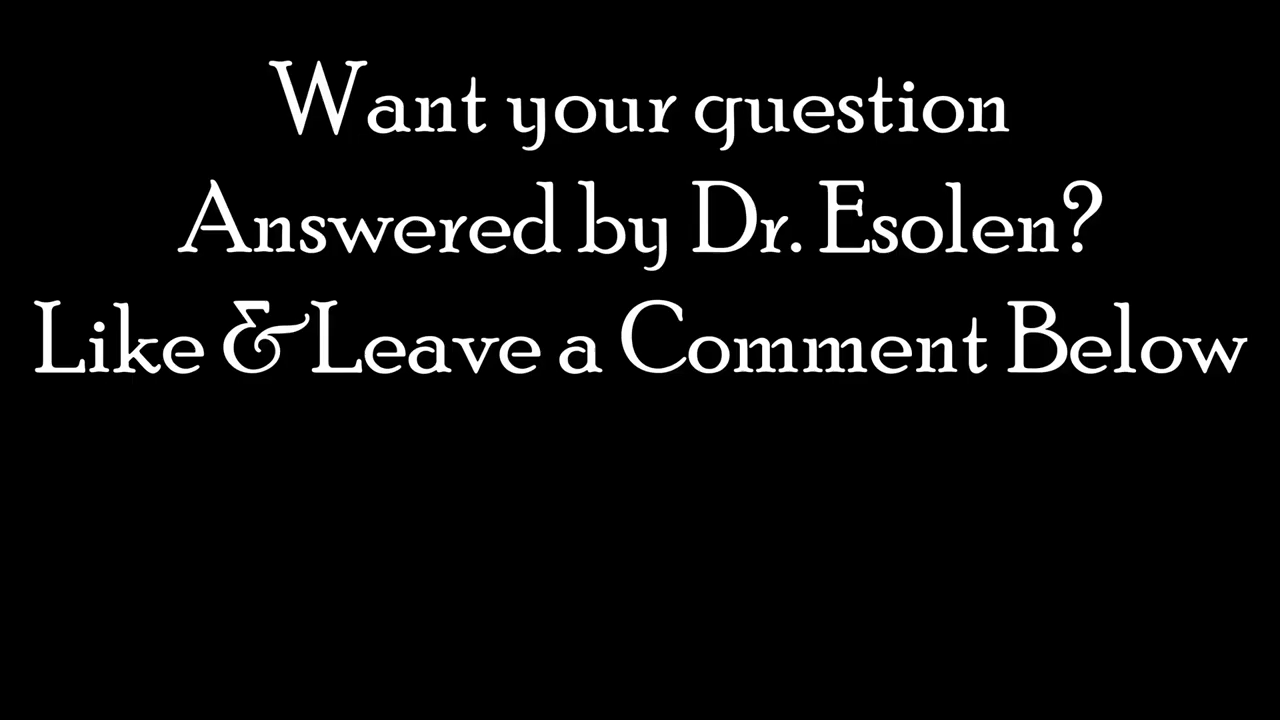 Want your question
Answered by Dr. Esolen?
Like & Leave a Comment Below